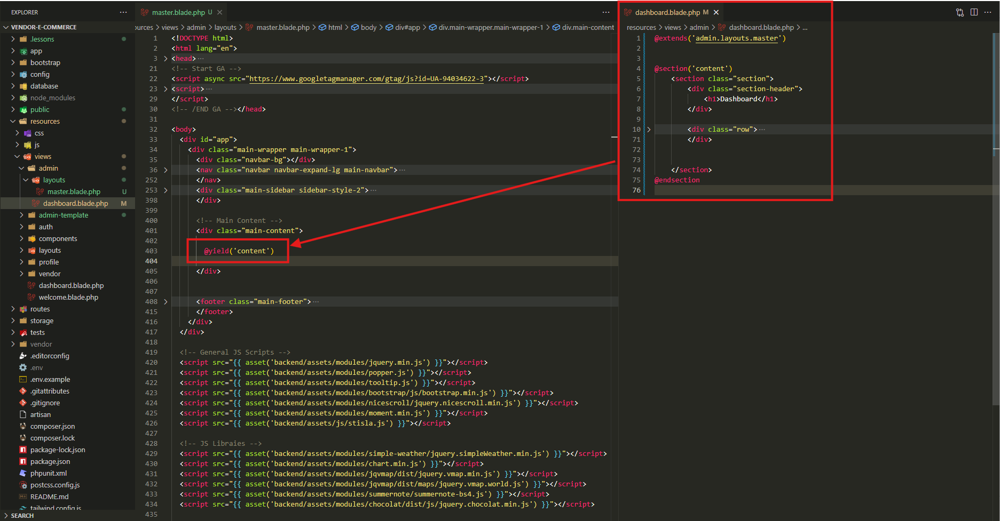 EXPLORER
VENDOR-E-COMMERCE
.lessons
app
bootstrap
config
database
node_modules
public
resources
css
js
views
admin
layouts
master.blade.php U
dashboard.blade.php M
admin-template
auth
components
layouts
profile
vendor
dashboard.blade.php
welcome.blade.php
routes
storage
tests
vendor
.editorconfig
.env
.env.example
.gitattributes
.gitignore
artisan
composer.json
composer.lock
package-lock.json
package.json
phpunit.xml
postcss.config.js
README.md
tailwind.config.js
SEARCH
master.blade.php U
ources > views > admin > layouts > master.blade.php > html > body > div#app > div.main-wrapper.main-wrapper-1 > div.main-content
1 <!DOCTYPE html>
2 <html lang="en">
3 <head>
21 <!-- Start GA -->
22 <script async src="https://www.googletagmanager.com/gtag/js?id=UA-94034622-3"></script>
23 <script>
29 </script>
30 <!-- /END GA --></head>
31
32 <body>
33 <div id="app">
34 <div class="main-wrapper main-wrapper-1">
35 <div class="navbar-bg"></div>
36 <nav class="navbar navbar-expand-lg main-navbar">
252 </nav>
253 <div class="main-sidebar sidebar-style-2">
398 </div>
399
400 <!-- Main Content -->
401 <div class="main-content">
402
403 @yield('content')
404
405 </div>
406
407
408 <footer class="main-footer">
415 </footer>
416 </div>
417 </div>
418
419 <!-- General JS Scripts -->
420 <script src="{{ asset('backend/assets/modules/jquery.min.js') }}"></script>
421 <script src="{{ asset('backend/assets/modules/popper.js') }}"></script>
422 <script src="{{ asset('backend/assets/modules/tooltip.js') }}"></script>
423 <script src="{{ asset('backend/assets/modules/bootstrap/js/bootstrap.min.js') }}"></script>
424 <script src="{{ asset('backend/assets/modules/nicescroll/jquery.nicescroll.min.js') }}"></script>
425 <script src="{{ asset('backend/assets/modules/moment.min.js') }}"></script>
426 <script src="{{ asset('backend/assets/js/stisla.js') }}"></script>
427
428 <!-- JS Libraies -->
429 <script src="{{ asset('backend/assets/modules/simple-weather/jquery.simpleWeather.min.js') }}"></script>
430 <script src="{{ asset('backend/assets/modules/chart.min.js') }}"></script>
431 <script src="{{ asset('backend/assets/modules/jqvmap/dist/jquery.vmap.min.js') }}"></script>
432 <script src="{{ asset('backend/assets/modules/jqvmap/dist/maps/jquery.vmap.world.js') }}"></script>
433 <script src="{{ asset('backend/assets/modules/summernote/summernote-bs4.js') }}"></script>
434 <script src="{{ asset('backend/assets/modules/chocolat/dist/js/jquery.chocolat.min.js') }}"></script>
435
dashboard.blade.php M
resources > views > admin > dashboard.blade.php > ...
1 @extends('admin.layouts.master')
2
3
4 @section('content')
5 <section class="section">
6 <div class="section-header">
7 <h1>Dashboard</h1>
8 </div>
9
10 <div class="row">
71 </div>
72
73
74 </section>
75 @endsection
76